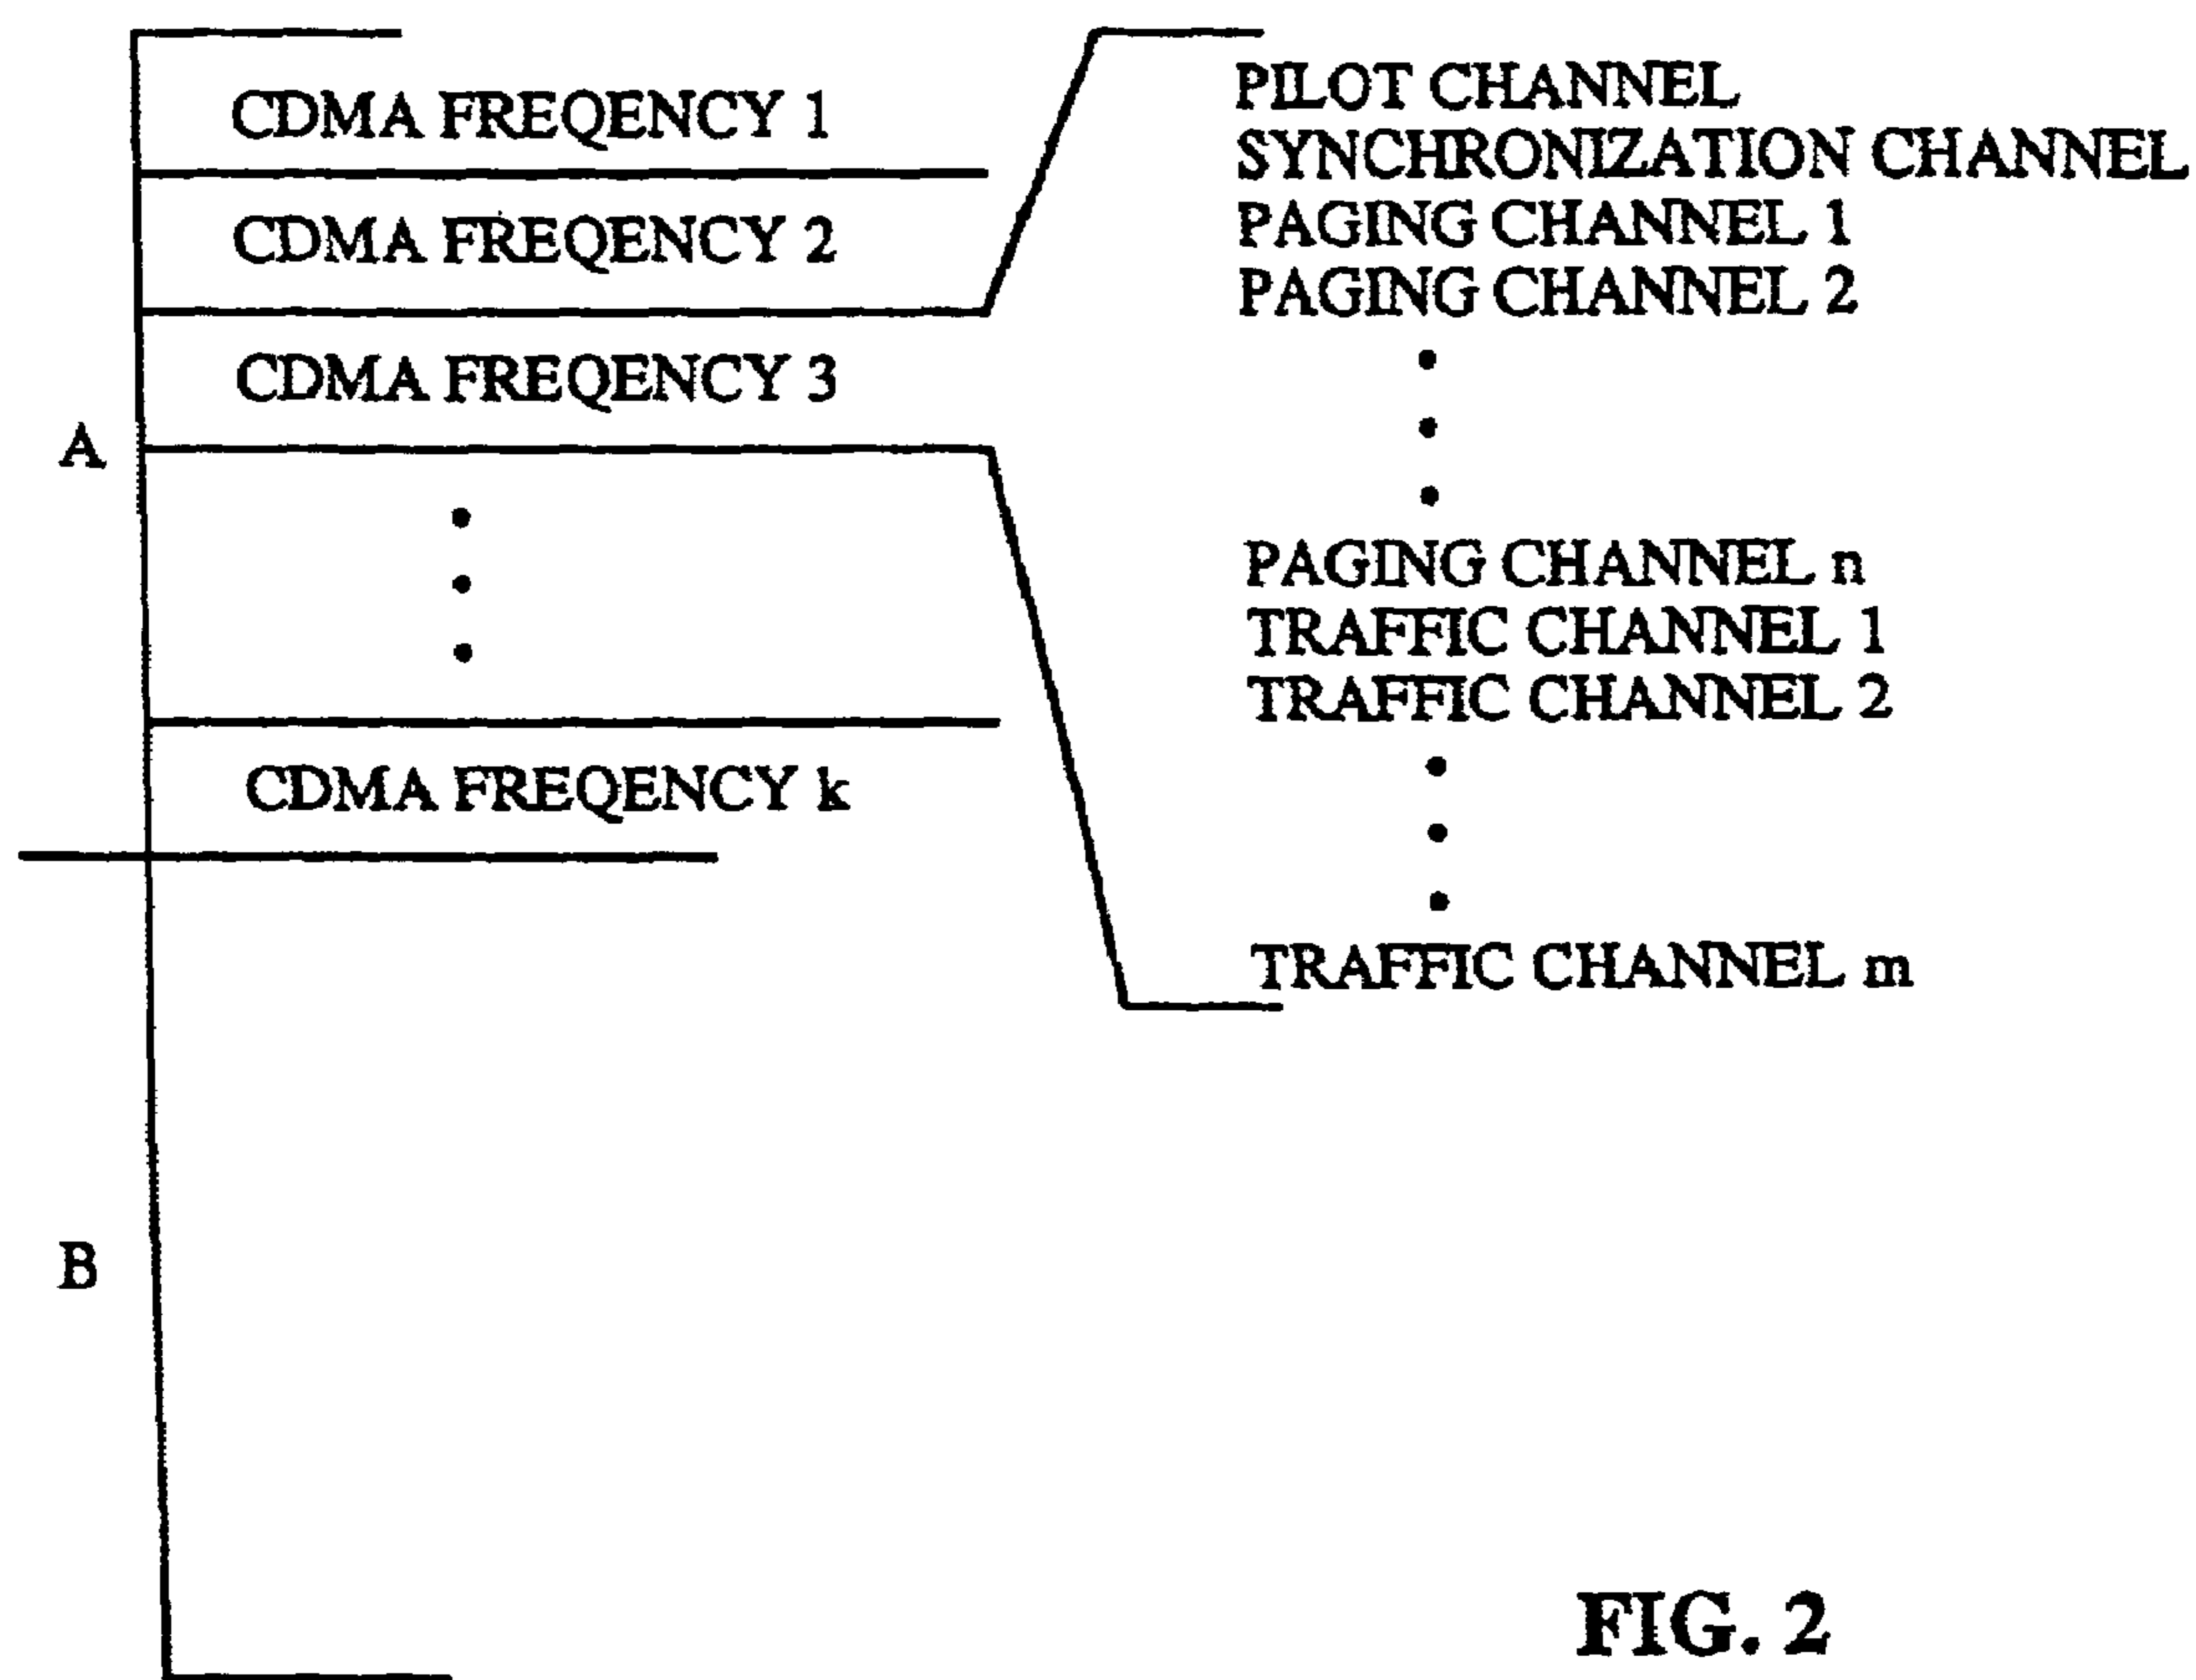 CDMA FREQENCY 1
CDMA FREQENCY 2
CDMA FREQENCY 3
CDMA FREQENCY k
A
B
PILOT CHANNEL
SYNCHRONIZATION CHANNEL
PAGING CHANNEL 1
PAGING CHANNEL 2
PAGING CHANNEL n
TRAFFIC CHANNEL 1
TRAFFIC CHANNEL 2
TRAFFIC CHANNEL m
FIG. 2